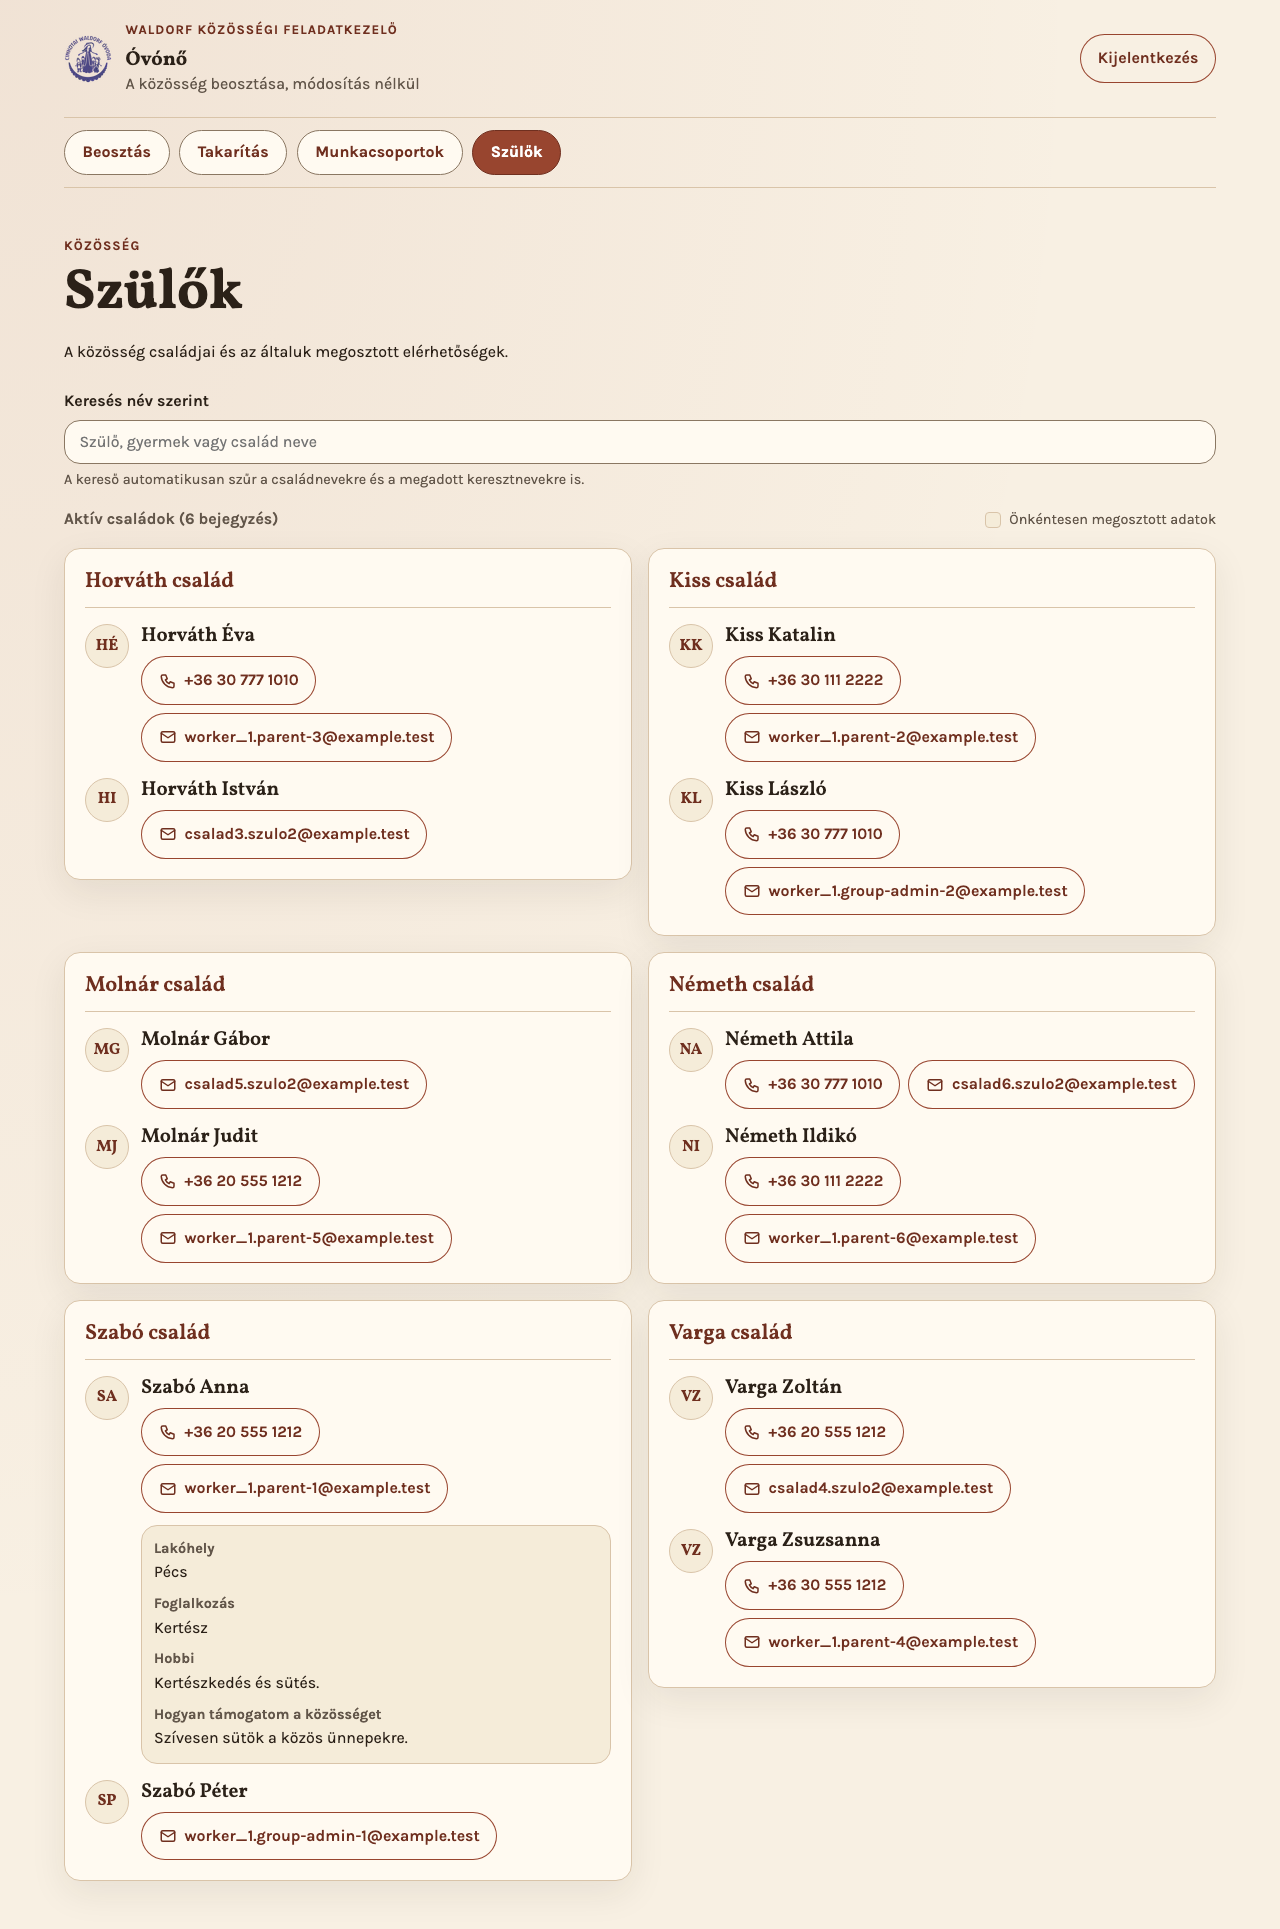 WALDORF KÖZÖSSÉGI FELADATKEZELŐ
Óvónő
A közösség beosztása, módosítás nélkül
Kijelentkezés
Beosztás
Takarítás
Munkacsoportok
Szülők
KÖZÖSSÉG
Szülők
A közösség családjai és az általuk megosztott elérhetőségek.
Keresés név szerint
Szülő, gyermek vagy család neve
A kereső automatikusan szűr a családnevekre és a megadott keresztnevekre is.
Aktív családok (6 bejegyzés)
Önkéntesen megosztott adatok
Horváth család
HÉ
Horváth Éva
+36 30 777 1010
worker_1.parent-3@example.test
HI
Horváth István
csalad3.szulo2@example.test
Kiss család
KK
Kiss Katalin
+36 30 111 2222
worker_1.parent-2@example.test
KL
Kiss László
+36 30 777 1010
worker_1.group-admin-2@example.test
Molnár család
MG
Molnár Gábor
csalad5.szulo2@example.test
MJ
Molnár Judit
+36 20 555 1212
worker_1.parent-5@example.test
Németh család
NA
Németh Attila
+36 30 777 1010
csalad6.szulo2@example.test
NI
Németh Ildikó
+36 30 111 2222
worker_1.parent-6@example.test
Szabó család
SA
Szabó Anna
+36 20 555 1212
worker_1.parent-1@example.test
Lakóhely
Pécs
Foglalkozás
Kertész
Hobbi
Kertészkedés és sütés.
Hogyan támogatom a közösséget
Szívesen sütök a közös ünnepekre.
SP
Szabó Péter
worker_1.group-admin-1@example.test
Varga család
VZ
Varga Zoltán
+36 20 555 1212
csalad4.szulo2@example.test
VZ
Varga Zsuzsanna
+36 30 555 1212
worker_1.parent-4@example.test